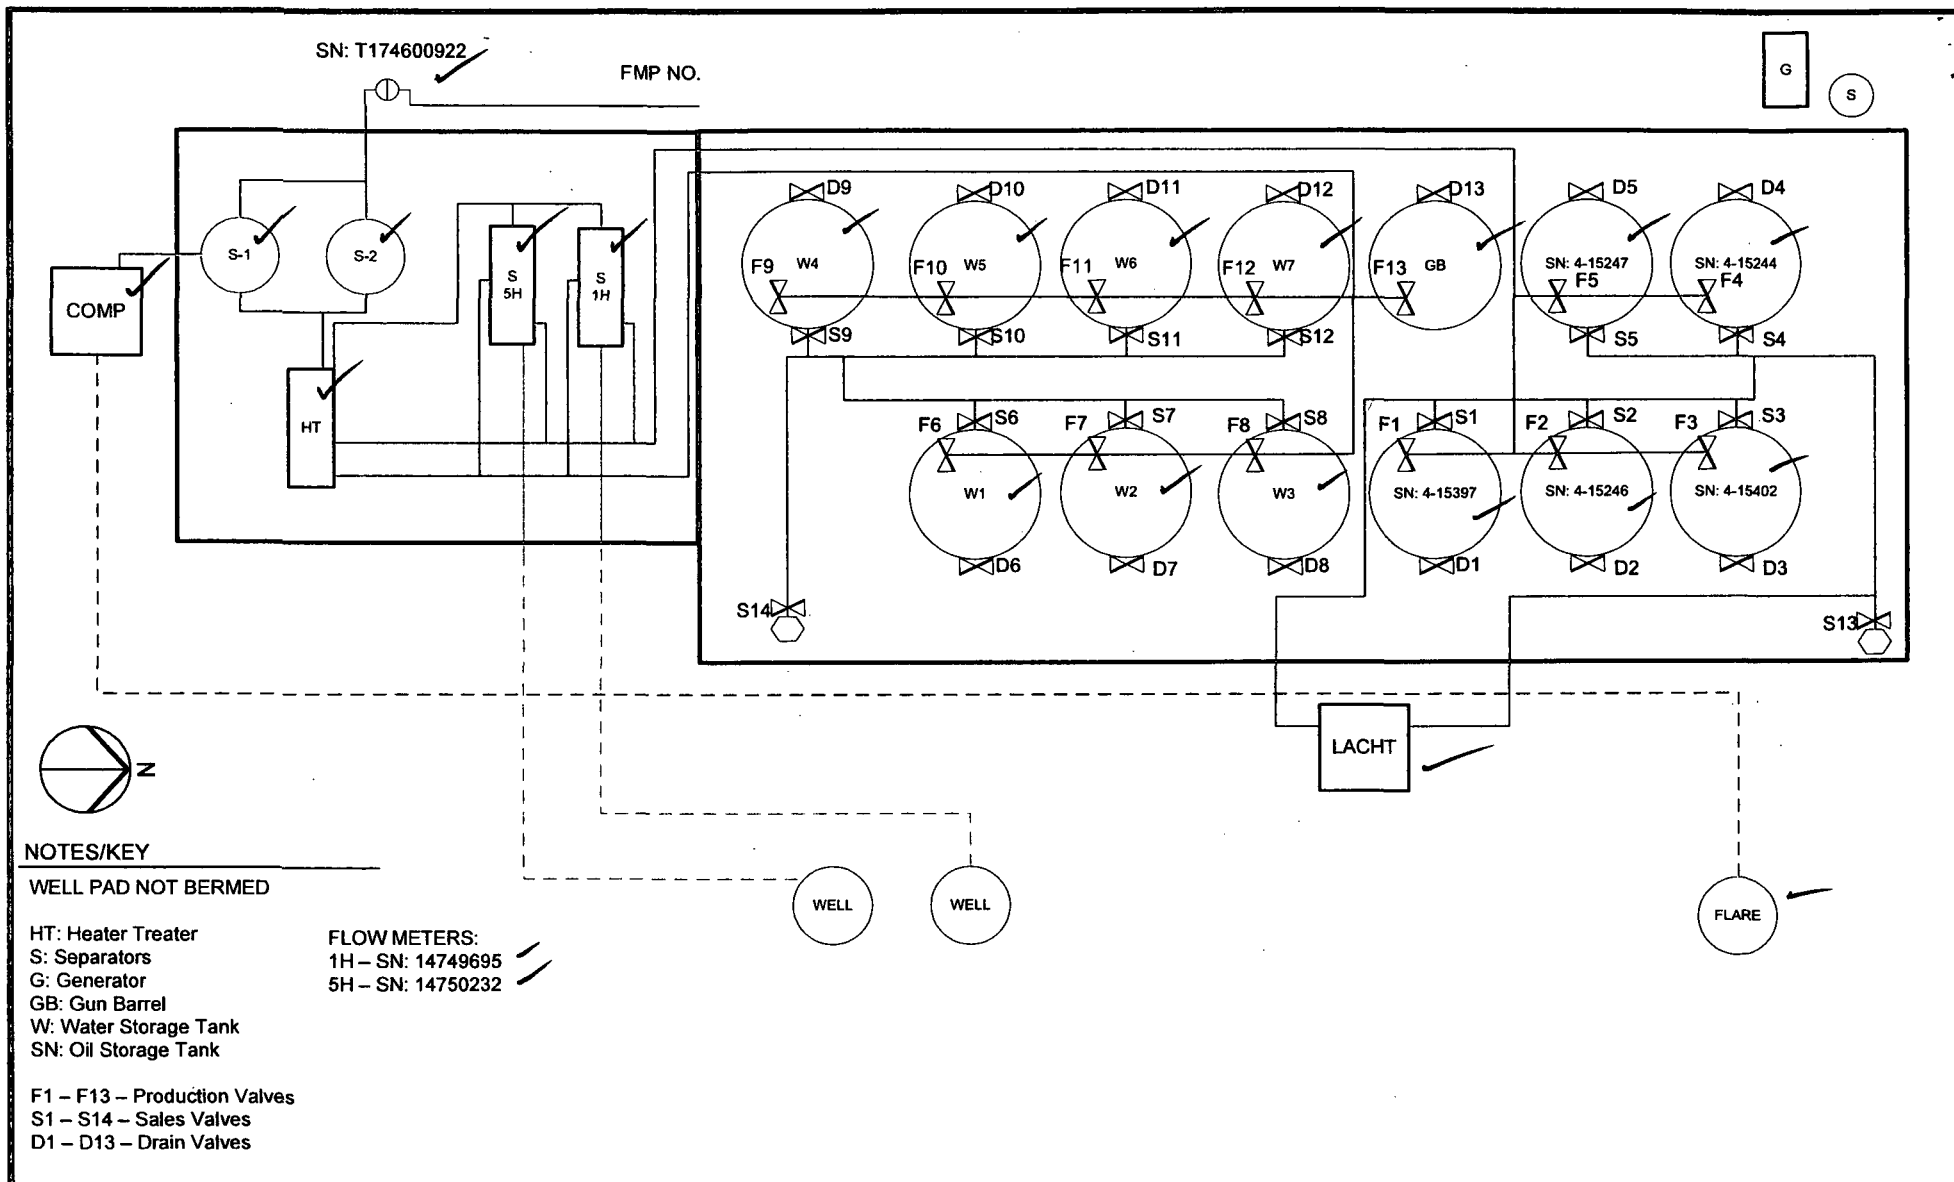 SN: T174600922
FMP NO.
G
S
D9
D10
D11
D12
D13
D5
D4
S-1
S-2
S
5H
S
1H
COMP
HT
F9
W4
F10
W5
F11
W6
F12
W7
F13
GB
SN: 4-15247
F5
SN: 4-15244
F4
S9
S10
S11
S12
S5
S4
F6
S6
F7
S7
F8
S8
F1
S1
F2
S2
F3
S3
W1
W2
W3
SN: 4-15397
SN: 4-15246
SN: 4-15402
D6
D7
D8
D1
D2
D3
S14
S13
LACHT
N
NOTES/KEY
WELL PAD NOT BERMED
WELL
WELL
FLARE
HT: Heater Treater
S: Separators
G: Generator
GB: Gun Barrel
W: Water Storage Tank
SN: Oil Storage Tank
FLOW METERS:
1H – SN: 14749695
5H – SN: 14750232
F1 – F13 – Production Valves
S1 – S14 – Sales Valves
D1 – D13 – Drain Valves